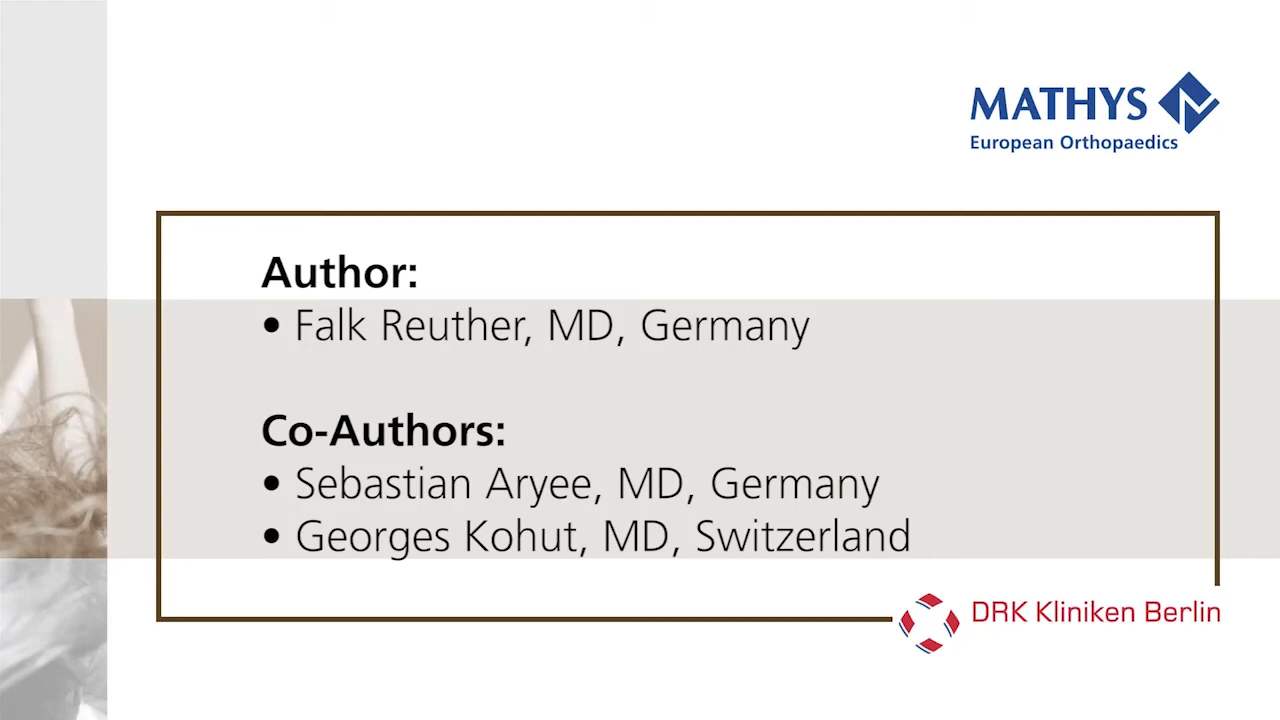 MATHYS
European Orthopaedics
Author:
• Falk Reuther, MD, Germany
Co-Authors:
• Sebastian Aryee, MD, Germany
• Georges Kohut, MD, Switzerland
DRK Kliniken Berlin